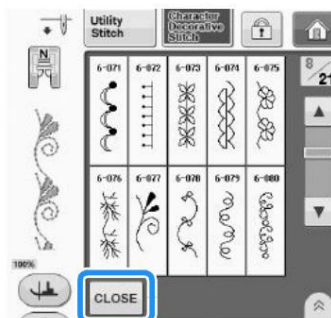 Utility
Stitch
Character
Decorative
Stitch
N
8
21
6-071 6-072 6-073 6-074 6-075
6-076 6-077 6-078 6-079 6-080
100%
CLOSE